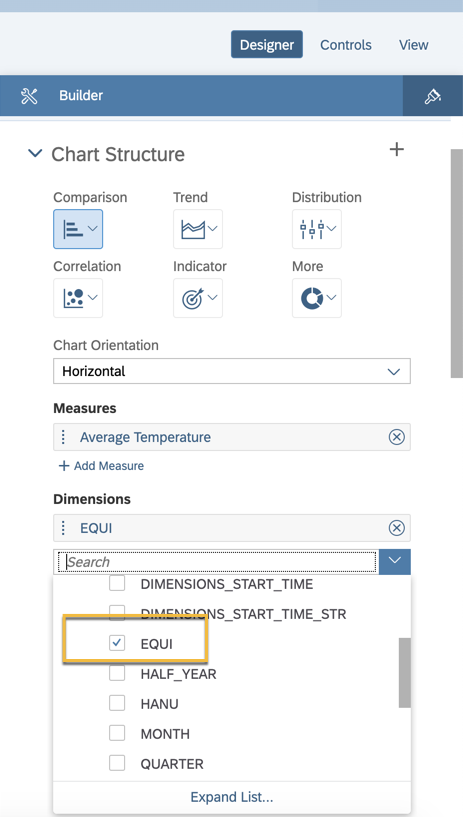 Designer Controls View
Builder
Chart Structure
Comparison Trend Distribution
Correlation Indicator More
Chart Orientation
Horizontal
Measures
Average Temperature
+ Add Measure
Dimensions
EQUI
Search
DIMENSIONS_START_TIME
DIMENSIONS_START_TIME_STR
EQUI
HALF_YEAR
HANU
MONTH
QUARTER
Expand List...